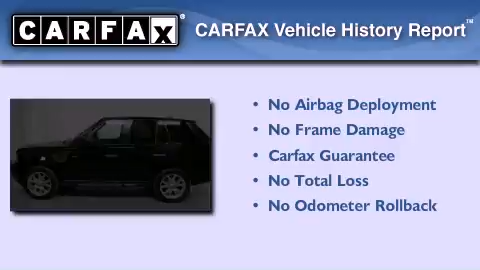 CARFAX® CARFAX Vehicle History Report™
• No Airbag Deployment
• No Frame Damage
• Carfax Guarantee
• No Total Loss
• No Odometer Rollback